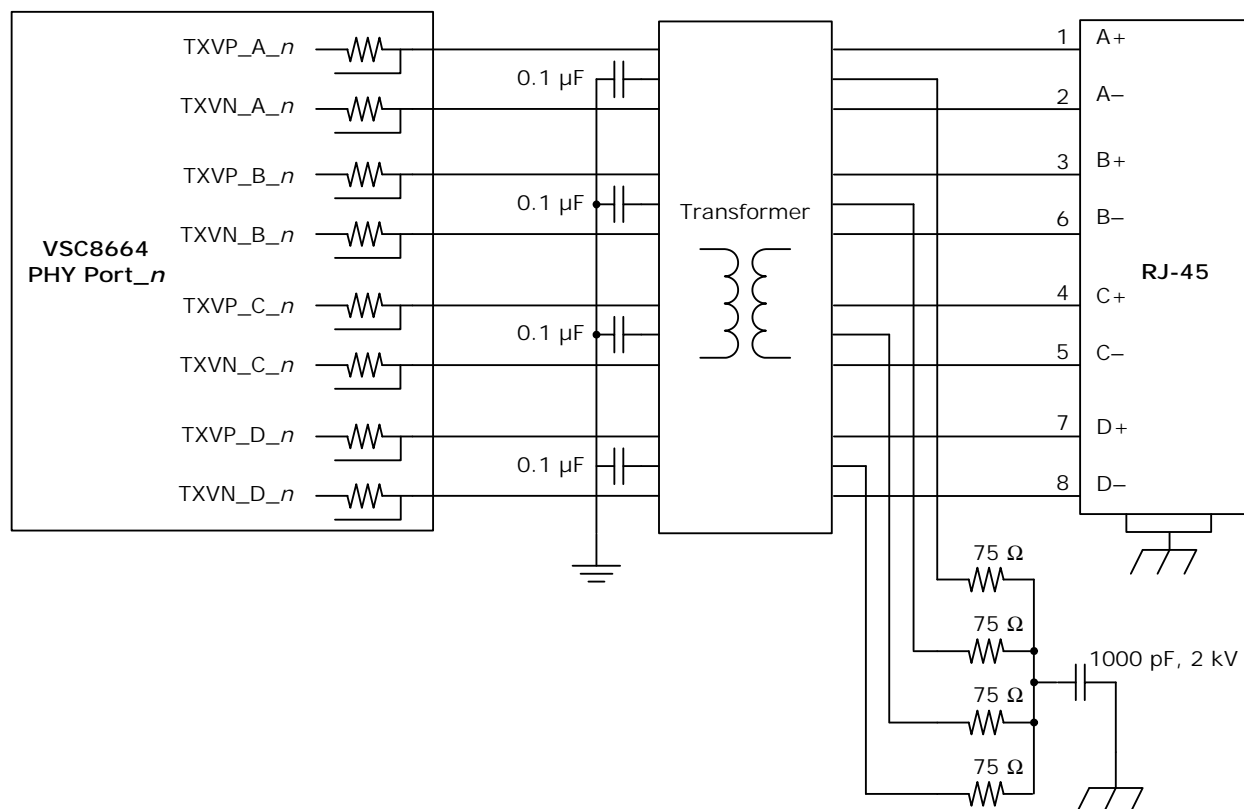 TXVP_A_n
0.1 µF
TXVN_A_n
TXVP_B_n
0.1 µF
TXVN_B_n
VSC8664
PHY Port_n
TXVP_C_n
0.1 µF
TXVN_C_n
TXVP_D_n
0.1 µF
TXVN_D_n
Transformer
1 A+
2 A−
3 B+
6 B−
RJ-45
4 C+
5 C−
7 D+
8 D−
75 Ω
75 Ω
1000 pF, 2 kV
75 Ω
75 Ω